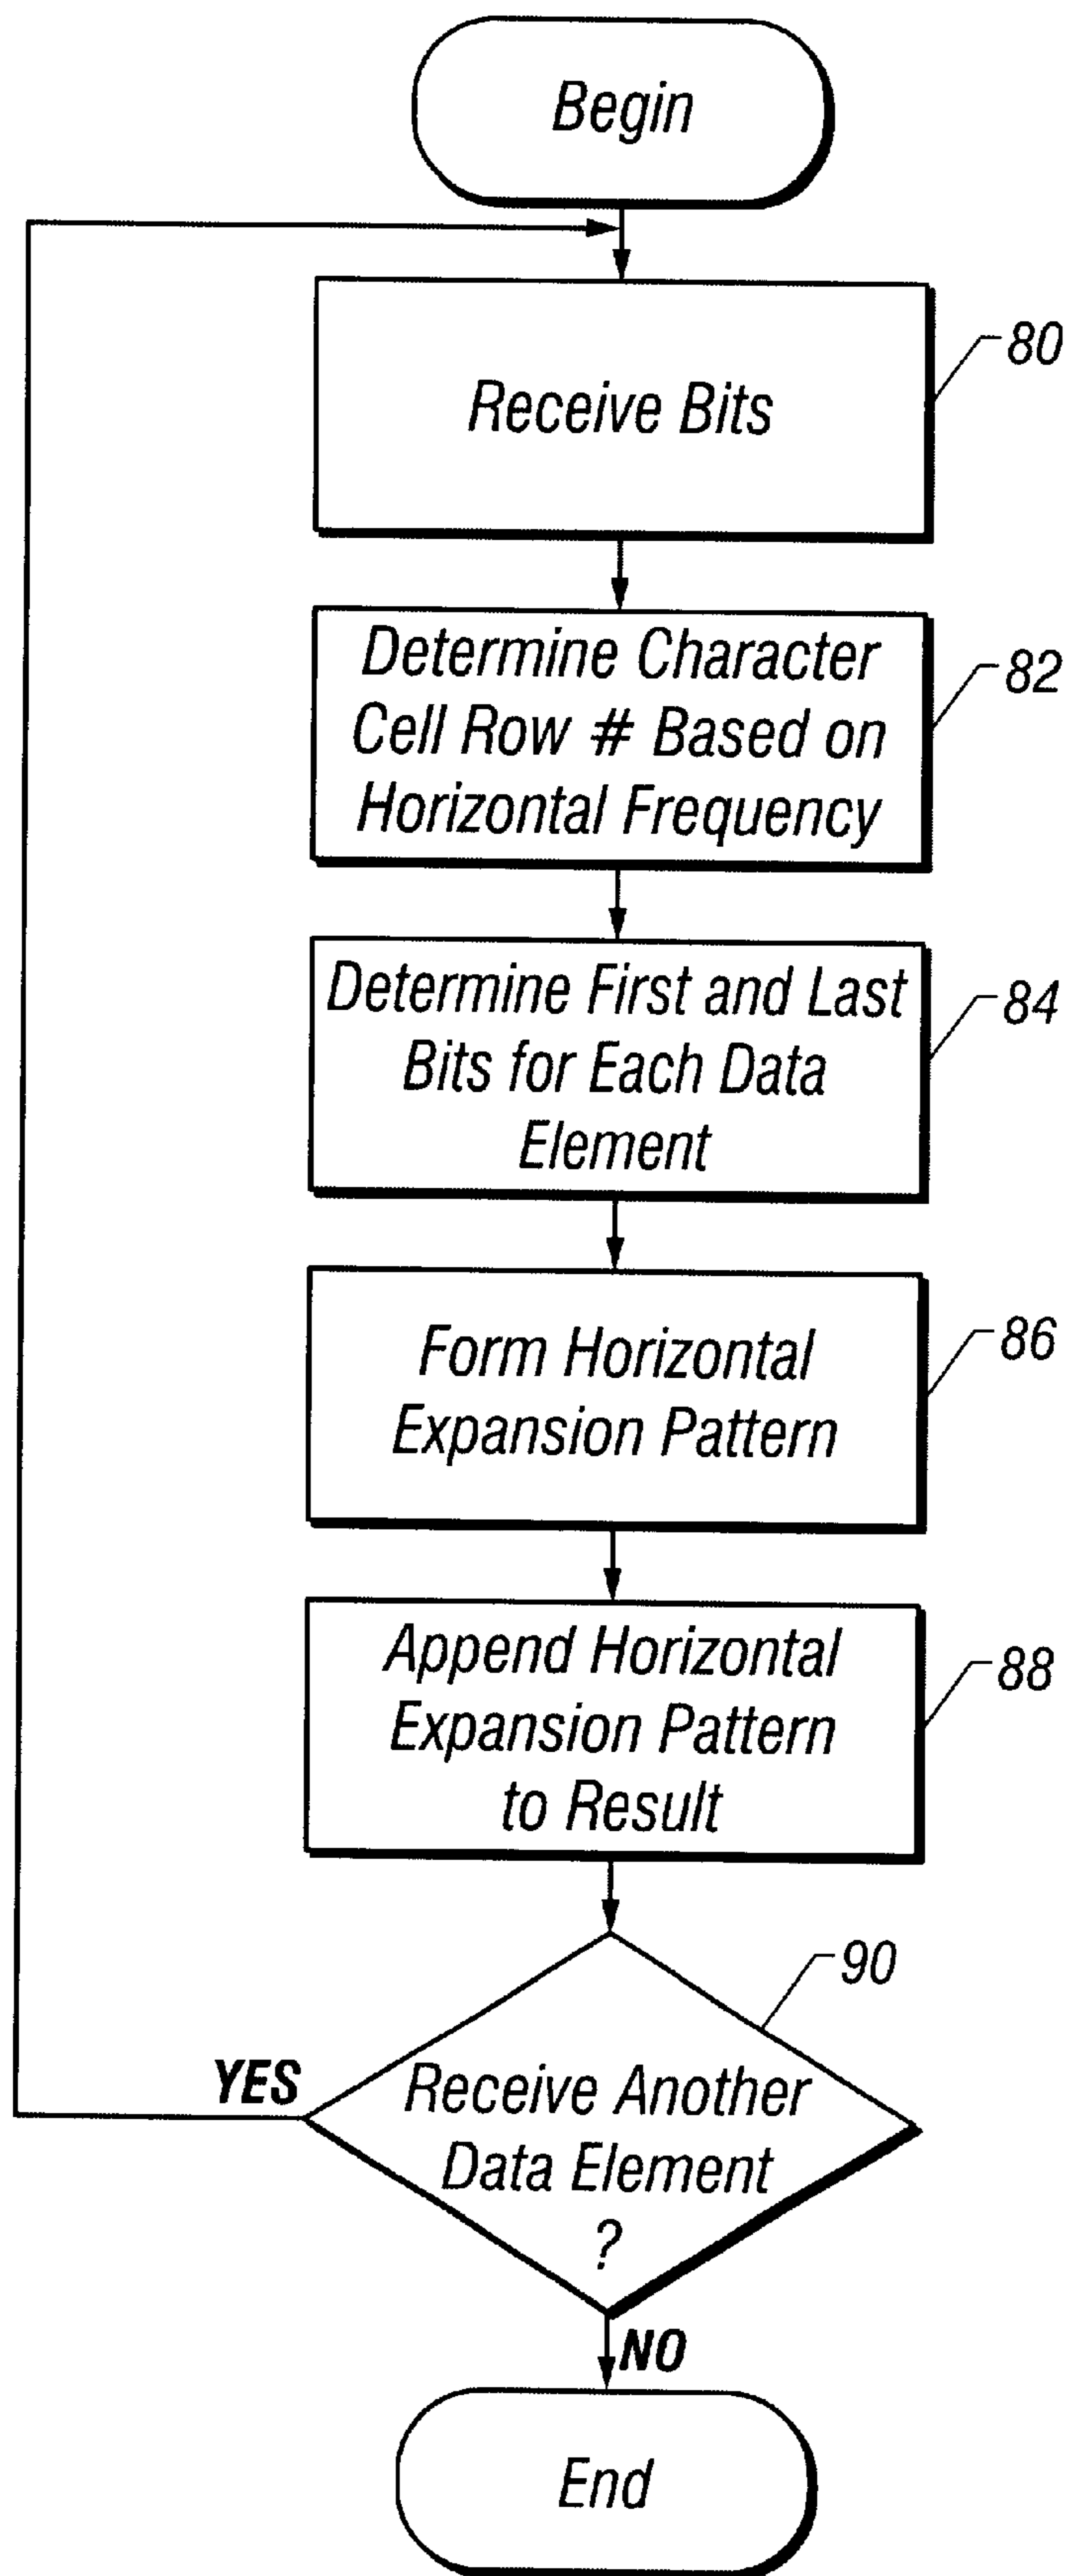 Begin
Receive Bits
80
Determine Character
Cell Row # Based on
Horizontal Frequency
82
Determine First and Last
Bits for Each Data
Element
84
Form Horizontal
Expansion Pattern
86
Append Horizontal
Expansion Pattern
to Result
88
90
YES
Receive Another
Data Element
?
NO
End